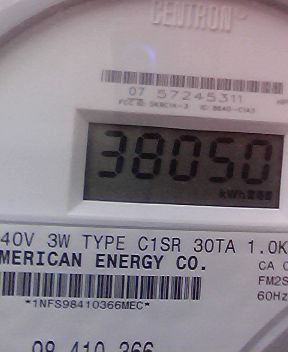 CENTRON
07 57245311
38050
kWh
40V 3W TYPE C1SR 30TA 1.0K
MERICAN ENERGY CO.
CA 0
FM2S
60Hz
*1NFS98410366MEC*
98 410 366